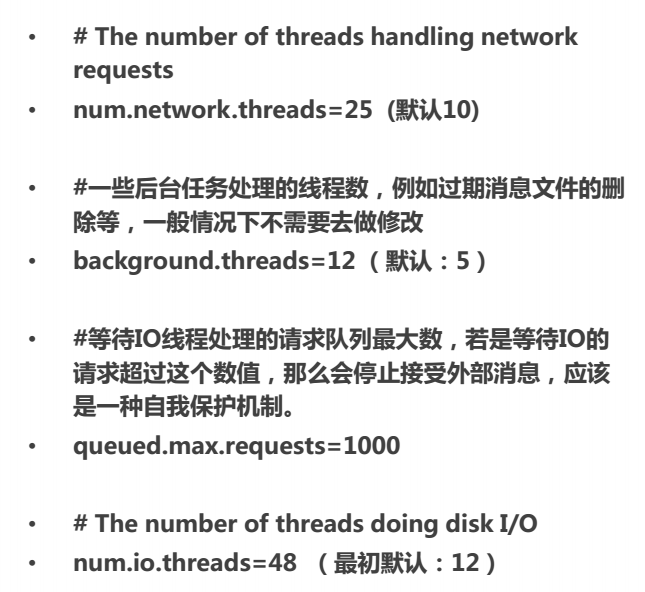 • # The number of threads handling network
requests
• num.network.threads=25 (默认10)
• #一些后台任务处理的线程数，例如过期消息文件的删
除等，一般情况下不需要去做修改
• background.threads=12（默认：5）
• #等待IO线程处理的请求队列最大数，若是等待IO的
请求超过这个数值，那么会停止接受外部消息，应该
是一种自我保护机制。
• queued.max.requests=1000
• # The number of threads doing disk I/O
• num.io.threads=48 （最初默认：12）